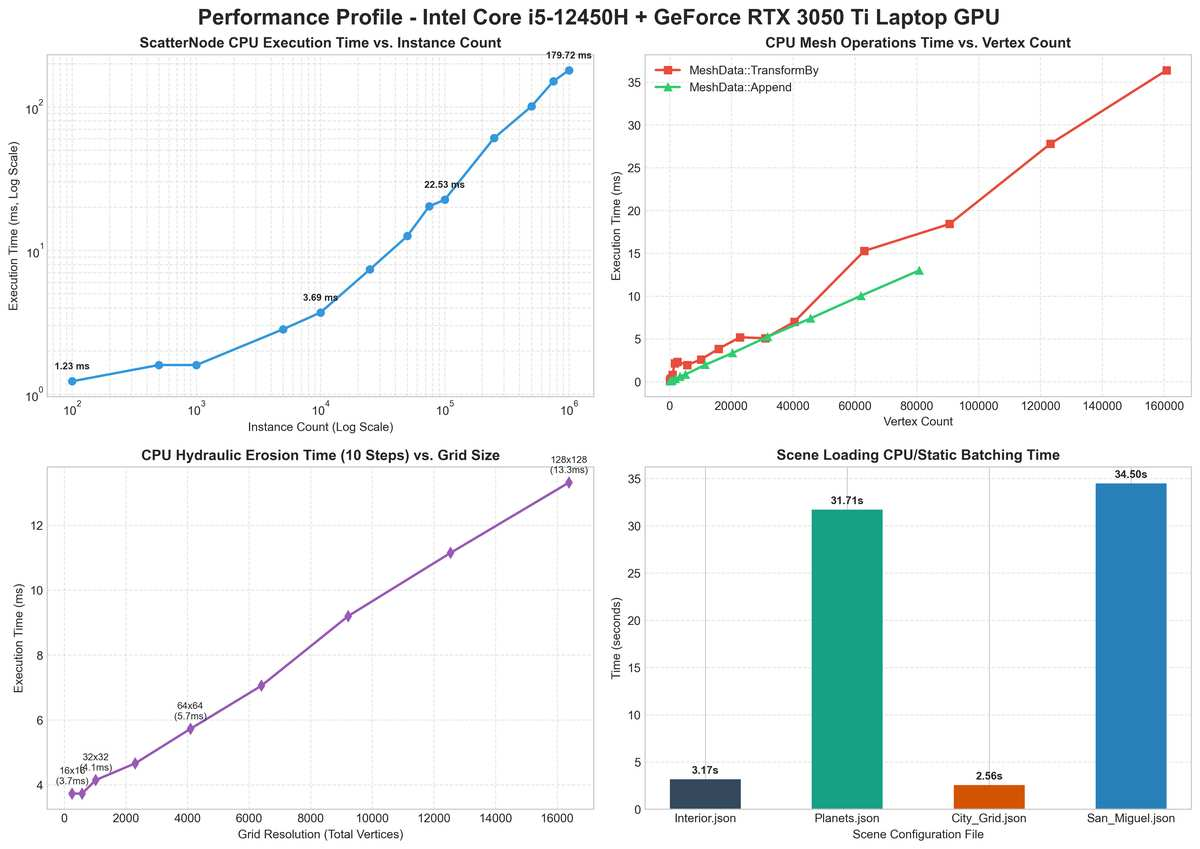 Performance Profile - Intel Core i5-12450H + GeForce RTX 3050 Ti Laptop GPU
ScatterNode CPU Execution Time vs. Instance Count
179.72 ms
22.53 ms
3.69 ms
1.23 ms
10^2
10^1
10^0
Execution Time (ms, Log Scale)
10^2 10^3 10^4 10^5 10^6
Instance Count (Log Scale)
CPU Mesh Operations Time vs. Vertex Count
MeshData::TransformBy
MeshData::Append
35
30
25
20
15
10
5
0
Execution Time (ms)
0 20000 40000 60000 80000 100000 120000 140000 160000
Vertex Count
CPU Hydraulic Erosion Time (10 Steps) vs. Grid Size
128x128
(13.3ms)
64x64
(5.7ms)
32x32
(4.1ms)
16x16
(3.7ms)
12
10
8
6
4
Execution Time (ms)
0 2000 4000 6000 8000 10000 12000 14000 16000
Grid Resolution (Total Vertices)
Scene Loading CPU/Static Batching Time
3.17s
31.71s
2.56s
34.50s
35
30
25
20
15
10
5
0
Time (seconds)
Interior.json Planets.json City_Grid.json San_Miguel.json
Scene Configuration File